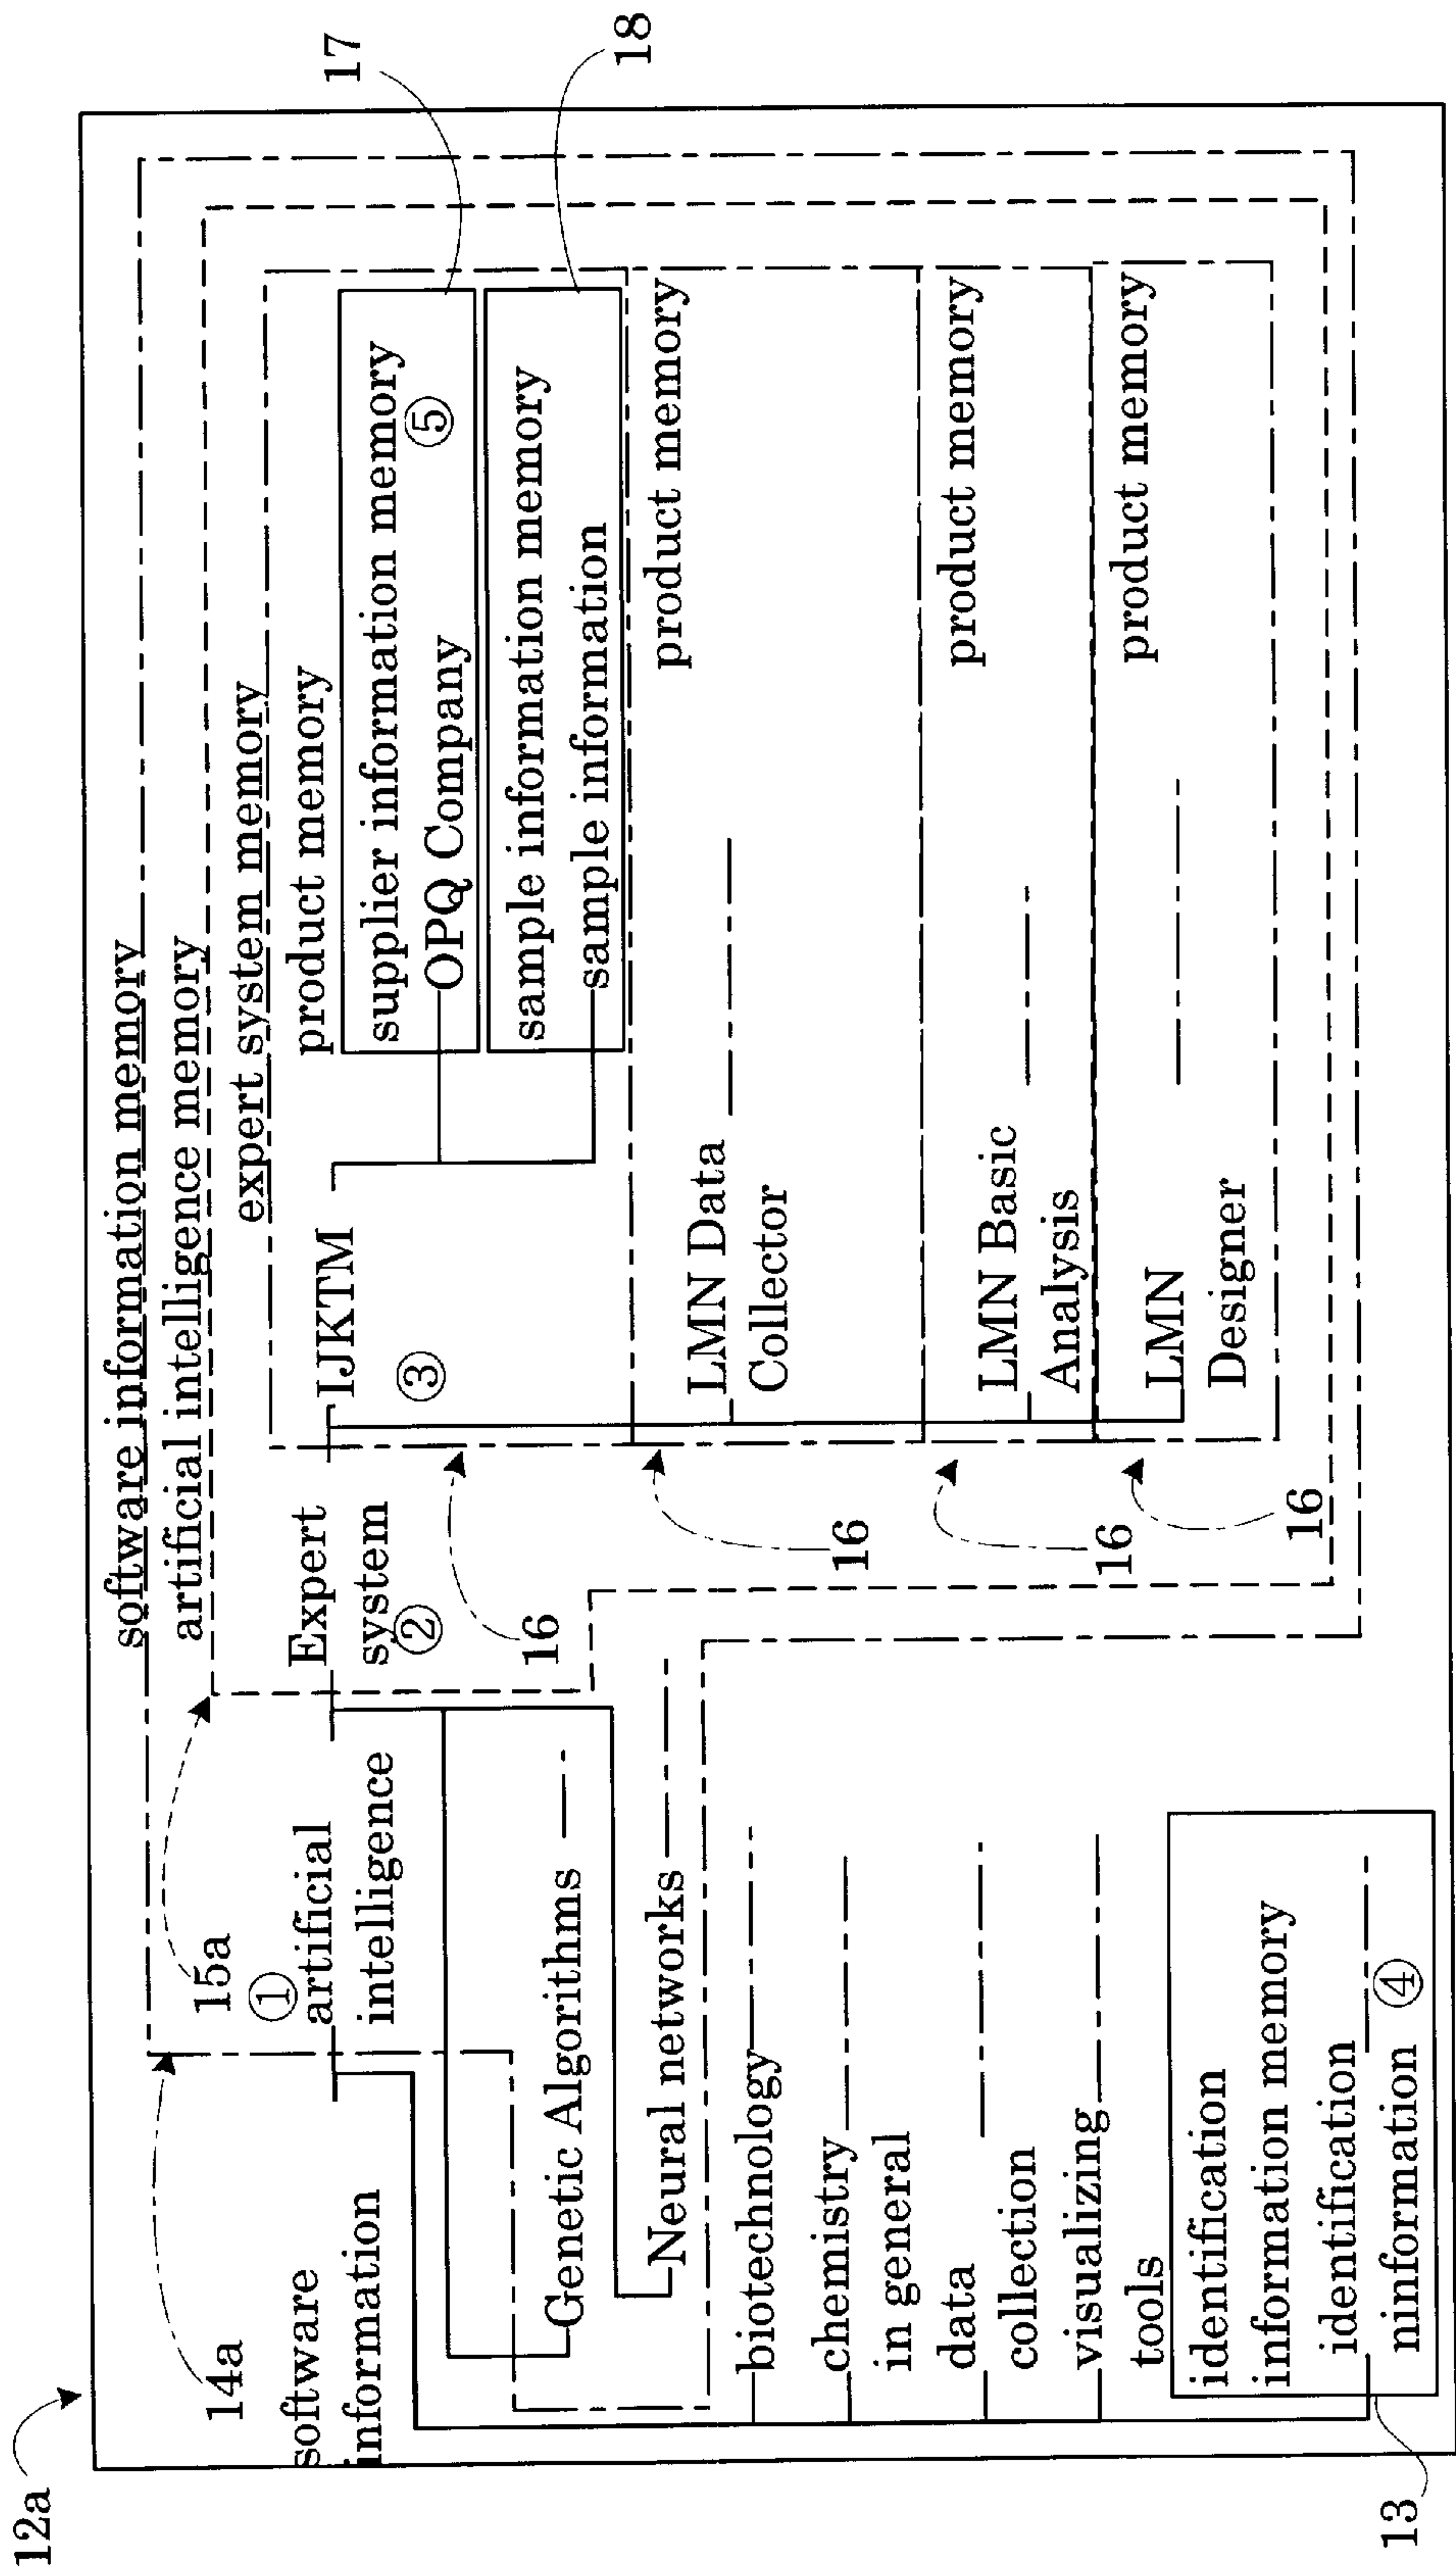 12a
14a
15a
software information memory
artificial intelligence memory
expert system memory
software
information
①
artificial
intelligence
Expert
system
②
IJKTM
③
product memory
supplier information memory
OPQ Company
⑤
sample information memory
sample information
17
18
Genetic Algorithms
Neural networks
16
LMN Data
Collector
product memory
16
LMN Basic
Analysis
product memory
16
LMN
Designer
product memory
16
biotechnology
chemistry
in general
data
collection
visualizing
tools
identification
information memory
identification
ninformation
④
13